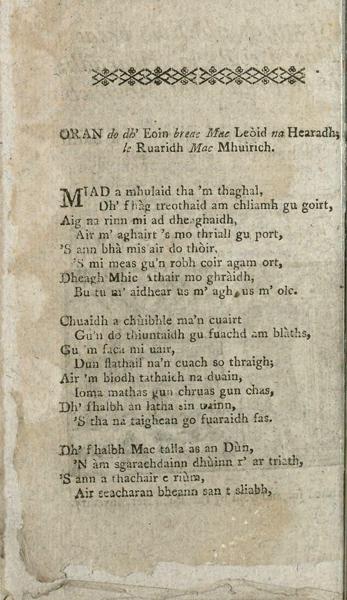 ORAN do dh' Eoin breac Mac Leòid na Hearadh;
le Ruaridh Mac Mhuirich.
MIAD a mhulaid tha 'm thaghal,
Dh' fhàg treothaid am chliamh gu goirt,
Aig na rinn mi ad dheaghaidh,
Air m' aghairt 's mo thriall gu port,
'S ann bhà mis air do thòir,
'S mi meas gu'n robh coir agam ort,
Dheagh Mhic athair mo ghràidh,
Bu tu m' aidhear us m' agh, us m' olc.
Chuaidh a chùibhle ma'n cuairt
Gu'n do thiuntaidh gu fuachd am blàths,
Gu 'm faca mi uair,
Dun flathail na'n cuach so thraigh;
Air 'm biodh tathaich na duain,
Ioma mathas gun chruas gun chas,
Dh' fhalbh an latha sin uainn,
'S tha na taighean go fuaraidh fas.
Dh' fhalbh Mac talla as an Dùn,
'N àm sgarachdainn dhùinn r' ar triath,
'S ann a thachair e rium,
Air seacharan bheann san t sliabh,